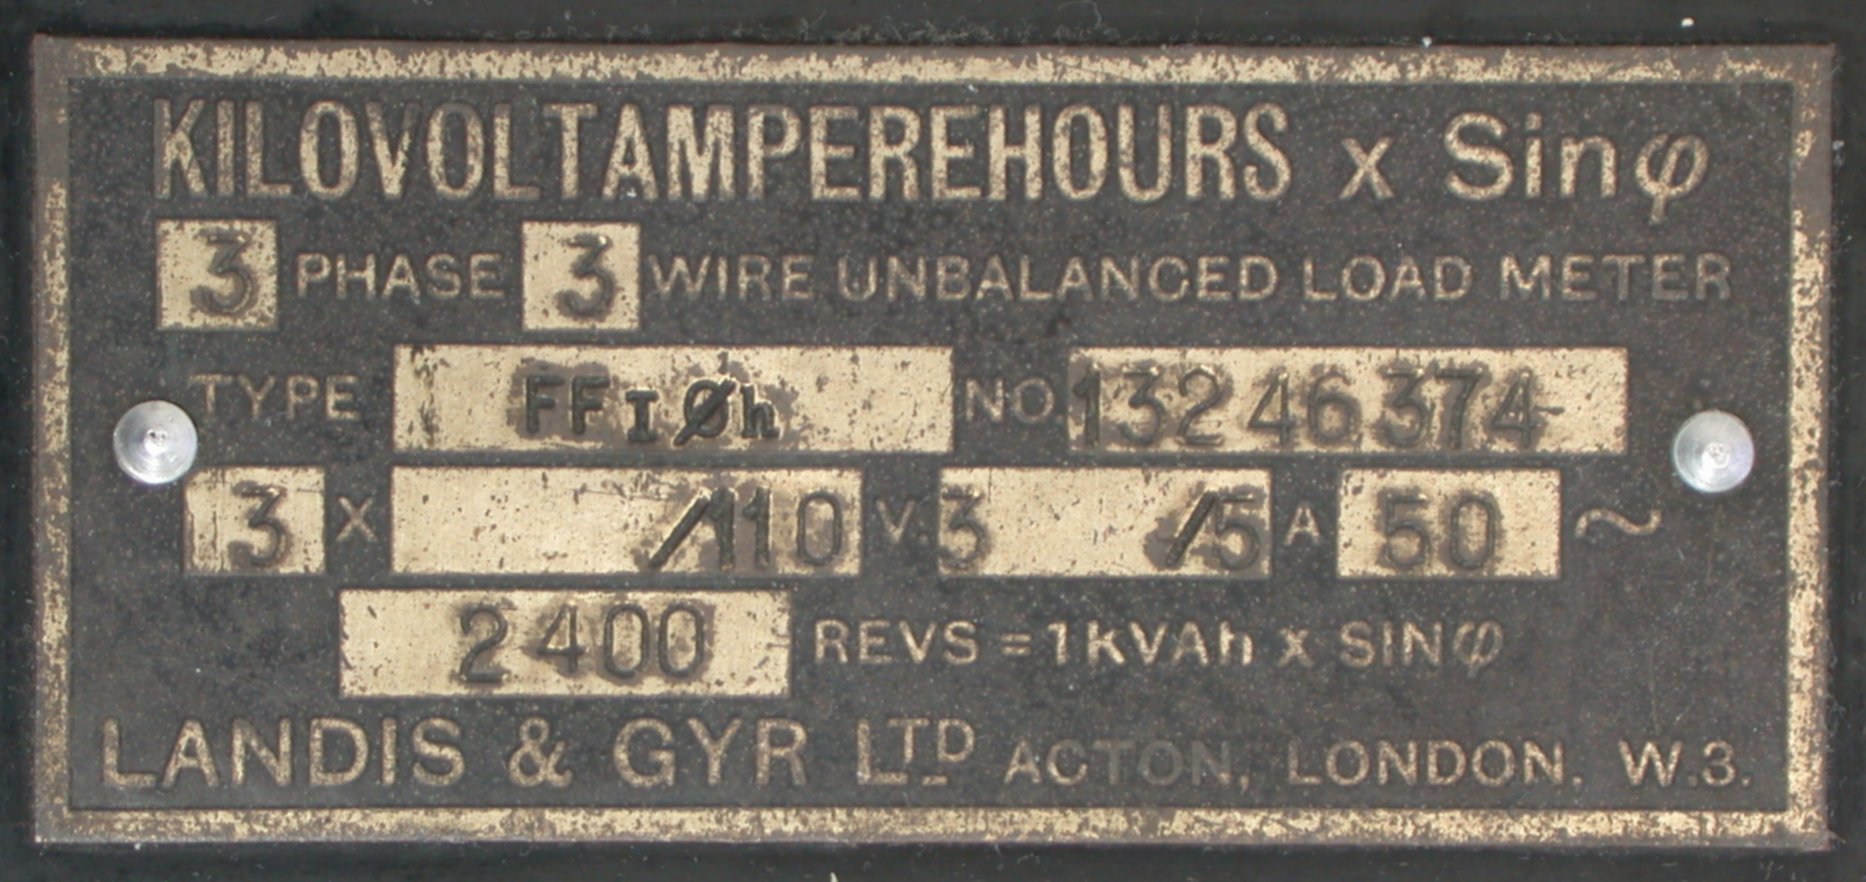 KILOVOLTAMPEREHOURS x Sinφ
3 PHASE 3 WIRE UNBALANCED LOAD METER
TYPE FFIØh NO. 13246374
3 X /110 V. 3 /5 A 50 ~
2400 REVS = 1KVAh x SINφ
LANDIS & GYR LTD ACTON, LONDON, W.3.